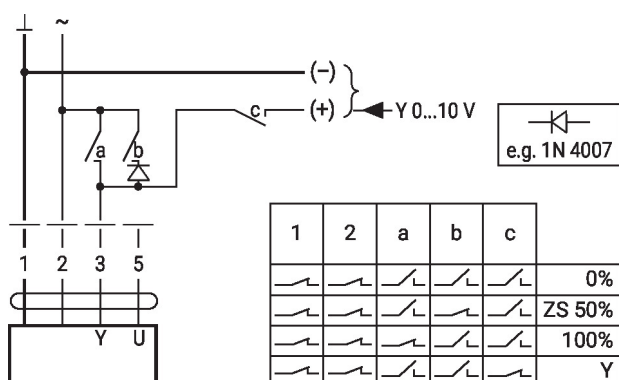 ⊥ ~
(–)
c (+) Y 0...10 V
a b
e.g. 1N 4007
1 2 3 5
Y U
1 2 a b c
0%
ZS 50%
100%
Y